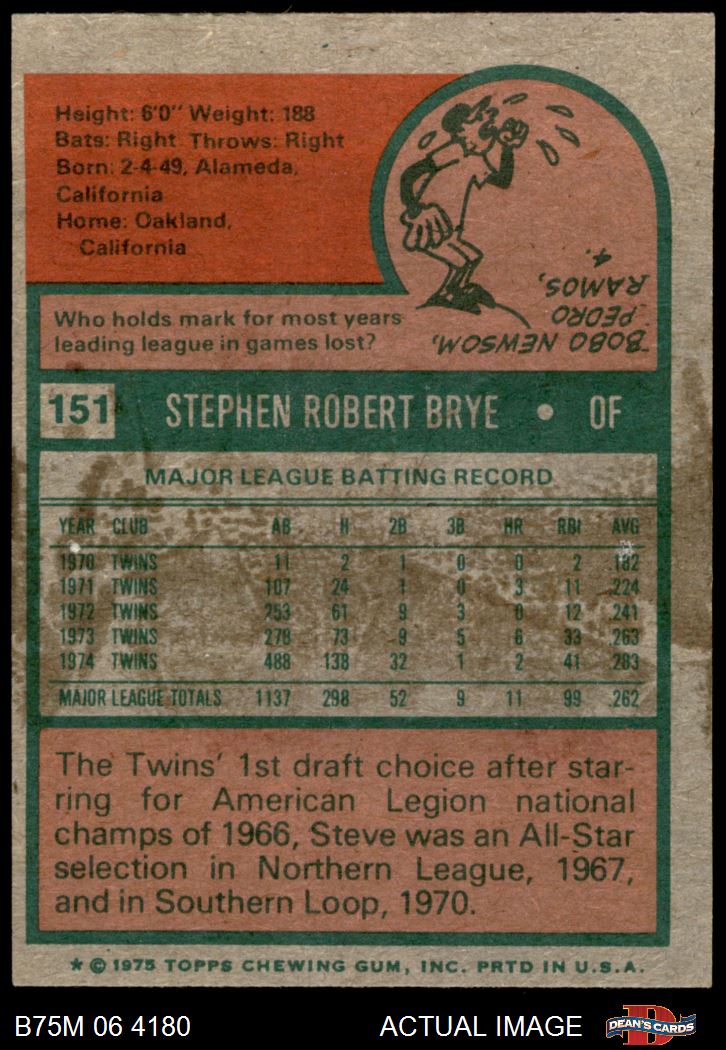 Height: 6'0" Weight: 188
Bats: Right Throws: Right
Born: 2-4-49, Alameda,
California
Home: Oakland,
California
Who holds mark for most years
leading league in games lost?
BOBO NEWSOM,
PEDRO
RAMOS,
4.
151 STEPHEN ROBERT BRYE • OF
MAJOR LEAGUE BATTING RECORD
YEAR CLUB AB H 2B 3B HR RBI AVG
1970 TWINS 11 2 1 0 0 2 .182
1971 TWINS 107 24 1 0 3 11 .224
1972 TWINS 253 61 9 3 0 12 .241
1973 TWINS 278 73 9 5 6 33 .263
1974 TWINS 488 138 32 1 2 41 .283
MAJOR LEAGUE TOTALS 1137 298 52 9 11 99 .262
The Twins' 1st draft choice after star-
ring for American Legion national
champs of 1966, Steve was an All-Star
selection in Northern League, 1967,
and in Southern Loop, 1970.
* © 1975 TOPPS CHEWING GUM, INC. PRTD IN U.S.A.
B75M 06 4180 ACTUAL IMAGE
DEAN'S CARDS